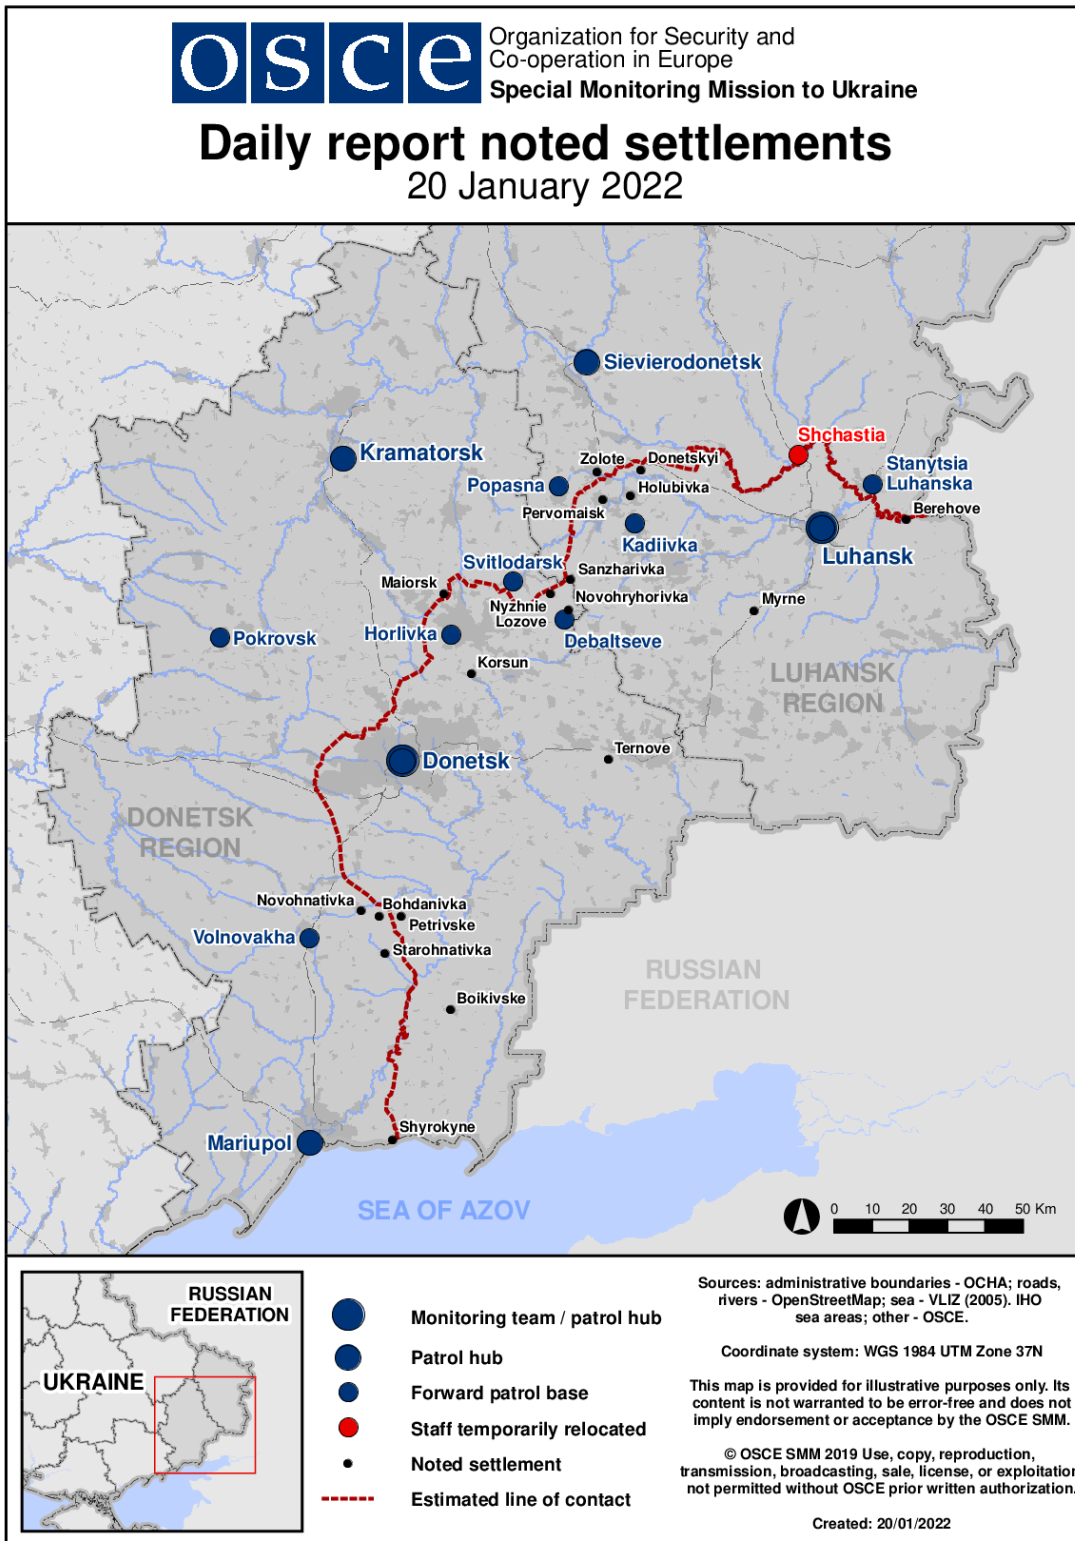 osce
Organization for Security and
Co-operation in Europe
Special Monitoring Mission to Ukraine
Daily report noted settlements
20 January 2022
Sievierodonetsk
Shchastia
Kramatorsk
Zolote
Donetskyi
Stanytsia
Luhanska
Popasna
Holubivka
Pervomaisk
Berehove
Kadiivka
Luhansk
Svitlodarsk
Sanzharivka
Maiorsk
Nyzhnie
Lozove
Novohryhorivka
Myrne
Pokrovsk
Horlivka
Debaltseve
Korsun
LUHANSK
REGION
Ternove
Donetsk
DONETSK
REGION
Novohnativka
Bohdanivka
Petrivske
Volnovakha
Starohnativka
RUSSIAN
FEDERATION
Boikivske
Shyrokyne
Mariupol
SEA OF AZOV
0 10 20 30 40 50 Km
RUSSIAN
FEDERATION
UKRAINE
Monitoring team / patrol hub
Patrol hub
Forward patrol base
Staff temporarily relocated
Noted settlement
Estimated line of contact
Sources: administrative boundaries - OCHA; roads,
rivers - OpenStreetMap; sea - VLIZ (2005). IHO
sea areas; other - OSCE.
Coordinate system: WGS 1984 UTM Zone 37N
This map is provided for illustrative purposes only. Its
content is not warranted to be error-free and does not
imply endorsement or acceptance by the OSCE SMM.
© OSCE SMM 2019 Use, copy, reproduction,
transmission, broadcasting, sale, license, or exploitation
not permitted without OSCE prior written authorization.
Created: 20/01/2022